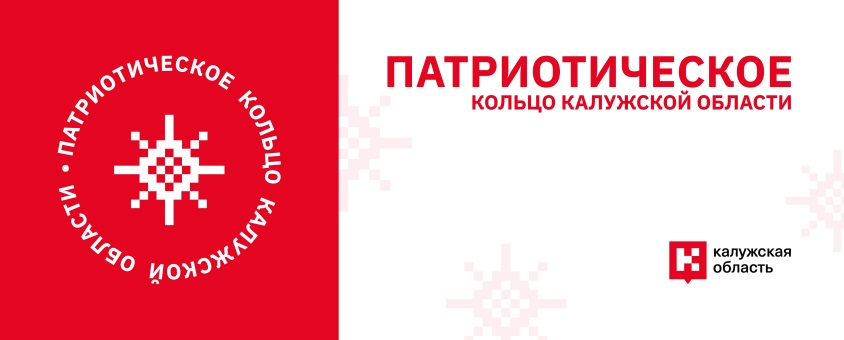 • ПАТРИОТИЧЕСКОЕ КОЛЬЦО КАЛУЖСКОЙ ОБЛАСТИ
ПАТРИОТИЧЕСКОЕ
КОЛЬЦО КАЛУЖСКОЙ ОБЛАСТИ
К
калужская
область